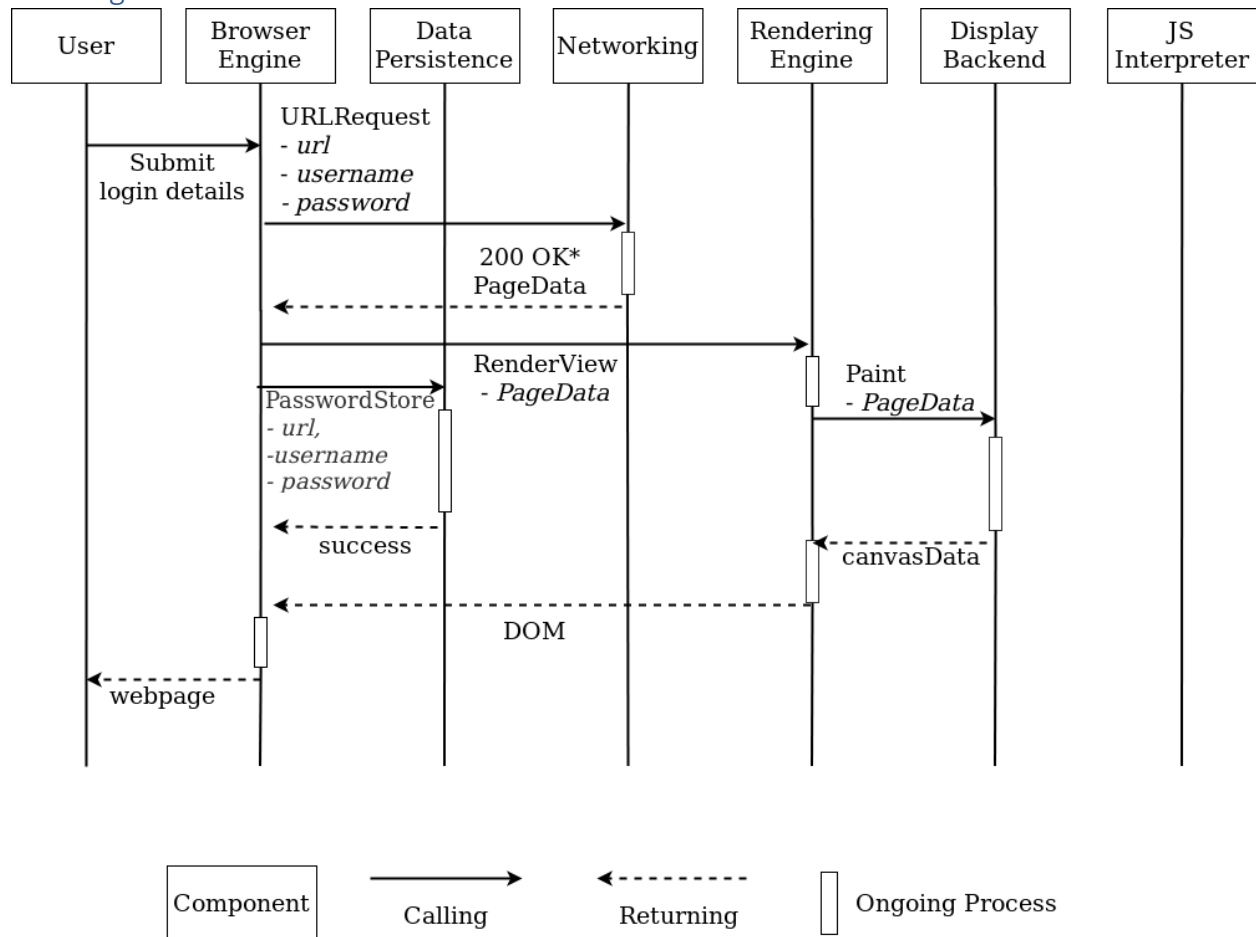 User
Browser
Engine
Data
Persistence
Networking
Rendering
Engine
Display
Backend
JS
Interpreter
URLRequest
- url
- username
- password
Submit
login details
200 OK*
PageData
RenderView
- PageData
Paint
- PageData
PasswordStore
- url,
-username
- password
success
canvasData
DOM
webpage
Component
Calling
Returning
Ongoing Process